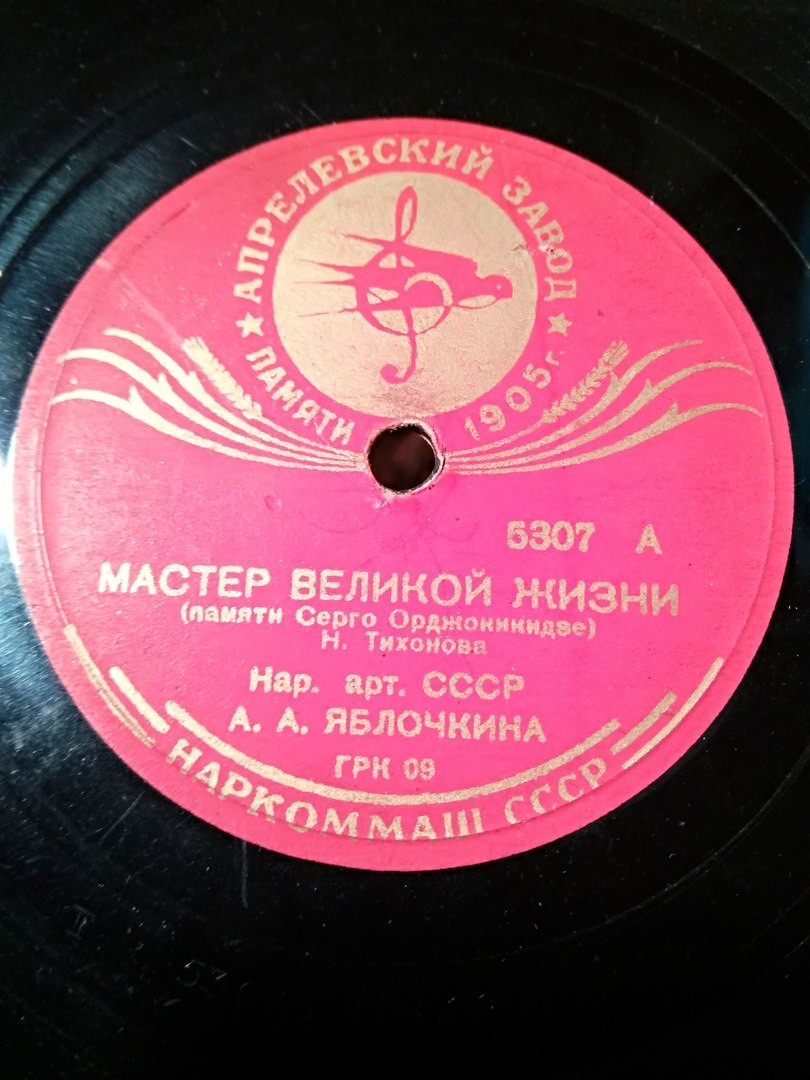 ★ АПРЕЛЕВСКИЙ ЗАВОД ★
ПАМЯТИ 1905 г.
5307 А
МАСТЕР ВЕЛИКОЙ ЖИЗНИ
(памяти Серго Орджоникидзе)
Н. Тихонова
Нар. арт. СССР
А. А. ЯБЛОЧКИНА
ГРК 09
НАРКОММАШ СССР